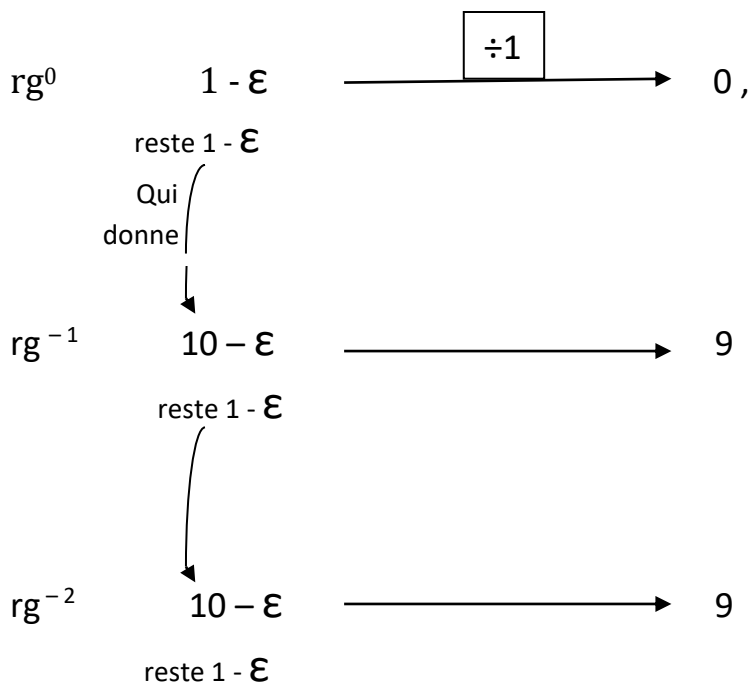 ÷1
rg⁰ 1 - ε 0 ,
reste 1 - ε
Qui
donne
rg ⁻ ¹ 10 – ε 9
reste 1 - ε
rg ⁻ ² 10 – ε 9
reste 1 - ε